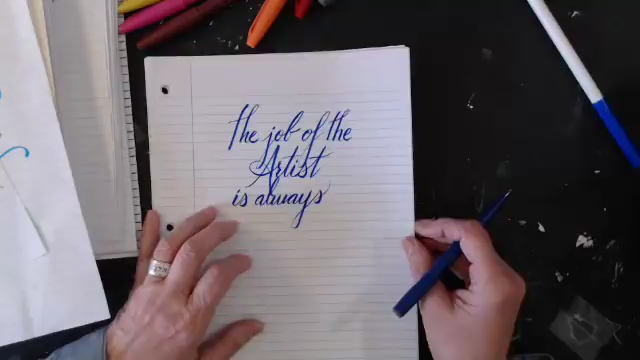 the job of the
Artist
is always